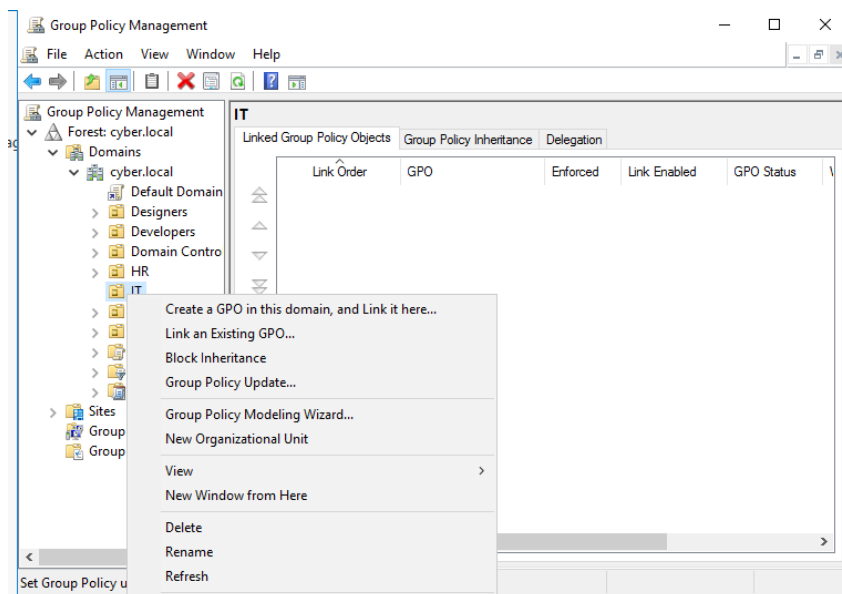 Group Policy Management
File Action View Window Help
Group Policy Management
Forest: cyber.local
Domains
cyber.local
Default Domain
Designers
Developers
Domain Contro
HR
IT
Sites
Group
Group
IT
Linked Group Policy Objects Group Policy Inheritance Delegation
Link Order GPO Enforced Link Enabled GPO Status
Create a GPO in this domain, and Link it here...
Link an Existing GPO...
Block Inheritance
Group Policy Update...
Group Policy Modeling Wizard...
New Organizational Unit
View
New Window from Here
Delete
Rename
Refresh
Set Group Policy u